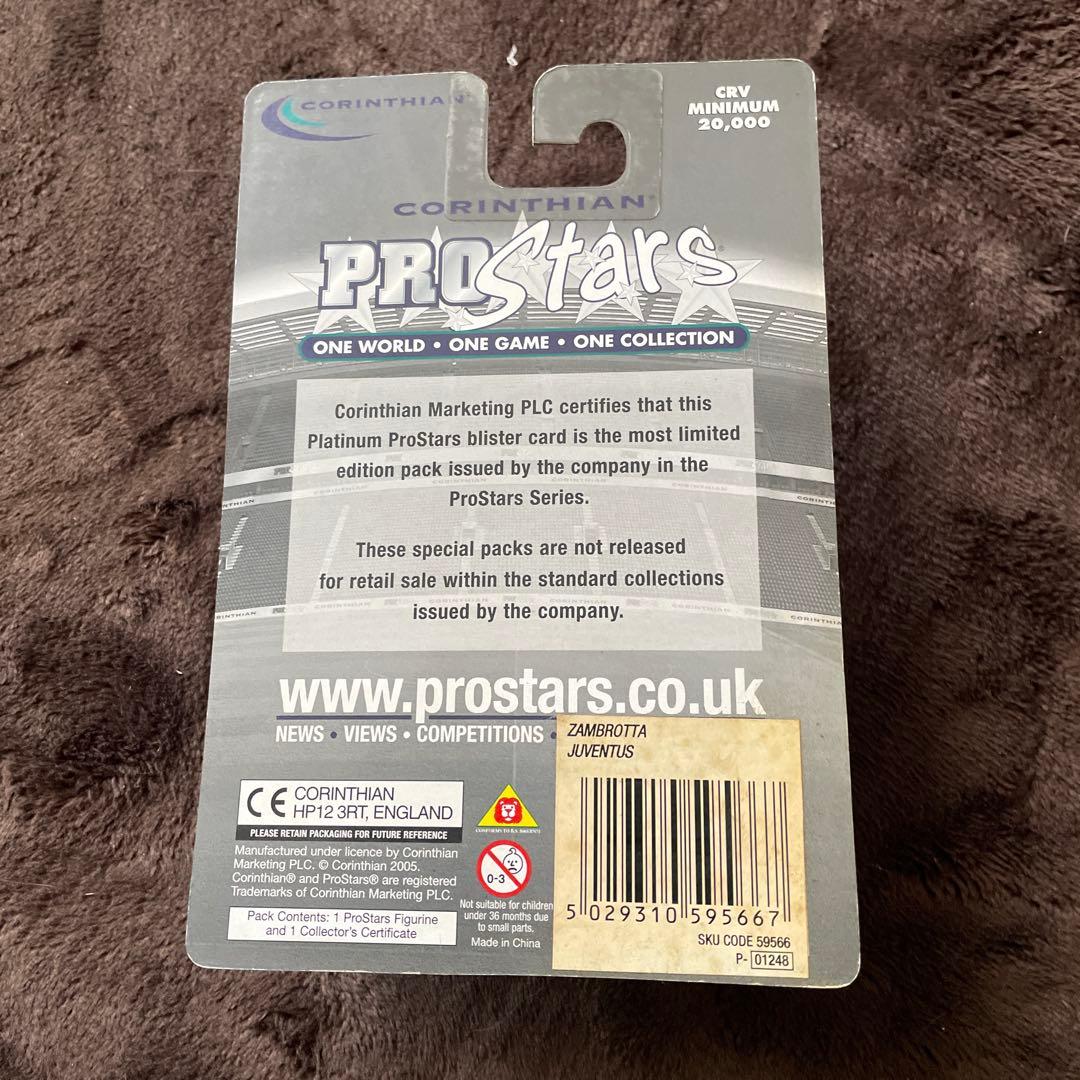 CORINTHIAN
CRV
MINIMUM
20,000
CORINTHIAN®
PROStars
ONE WORLD • ONE GAME • ONE COLLECTION
Corinthian Marketing PLC certifies that this
Platinum ProStars blister card is the most limited
edition pack issued by the company in the
ProStars Series.
These special packs are not released
for retail sale within the standard collections
issued by the company.
www.prostars.co.uk
NEWS • VIEWS • COMPETITIONS •
ZAMBROTTA
JUVENTUS
CE CORINTHIAN
HP12 3RT, ENGLAND
PLEASE RETAIN PACKAGING FOR FUTURE REFERENCE
Manufactured under licence by Corinthian
Marketing PLC. © Corinthian 2005.
Corinthian® and ProStars® are registered
Trademarks of Corinthian Marketing PLC.
Pack Contents: 1 ProStars Figurine
and 1 Collector's Certificate
0-3
Not suitable for children
under 36 months due
to small parts.
Made in China
5 029310 595667
SKU CODE 59566
P- 01248